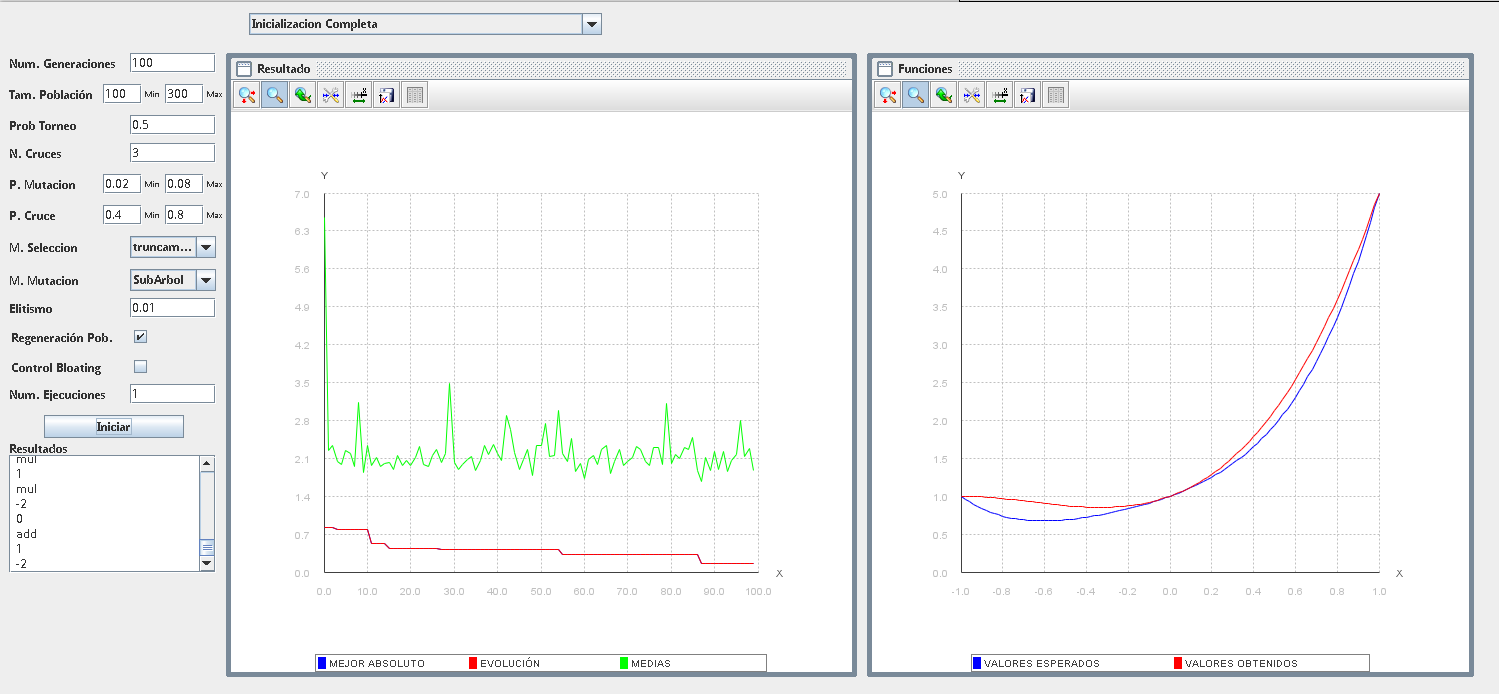 Inicializacion Completa
Num. Generaciones 100
Tam. Población 100 Min 300 Max
Prob Torneo 0.5
N. Cruces 3
P. Mutacion 0.02 Min 0.08 Max
P. Cruce 0.4 Min 0.8 Max
M. Seleccion truncam...
M. Mutacion SubArbol
Elitismo 0.01
Regeneración Pob.
Control Bloating
Num. Ejecuciones 1
Iniciar
Resultados
mul
1
mul
-2
0
add
1
-2
Resultado
Y
7.0
6.3
5.6
4.9
4.2
3.5
2.8
2.1
1.4
0.7
0.0
X
0.0 10.0 20.0 30.0 40.0 50.0 60.0 70.0 80.0 90.0 100.0
MEJOR ABSOLUTO EVOLUCIÓN MEDIAS
Funciones
Y
5.0
4.5
4.0
3.5
3.0
2.5
2.0
1.5
1.0
0.5
0.0
X
-1.0 -0.8 -0.6 -0.4 -0.2 0.0 0.2 0.4 0.6 0.8 1.0
VALORES ESPERADOS VALORES OBTENIDOS